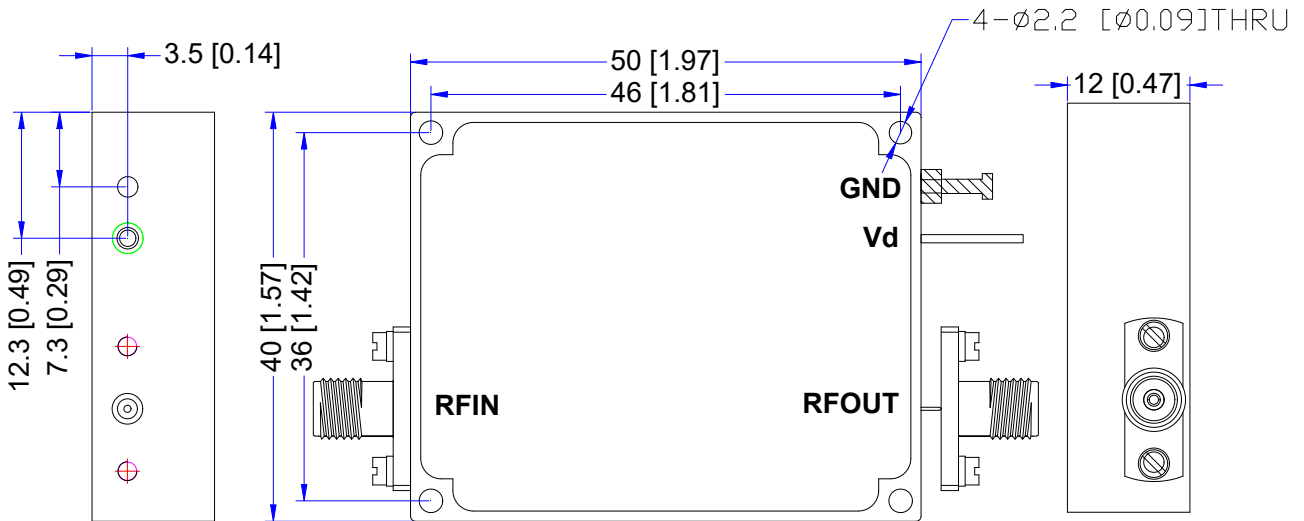 4-Ø2.2 [Ø0.09]THRU
3.5 [0.14]
50 [1.97]
46 [1.81]
12 [0.47]
GND
Vd
12.3 [0.49]
7.3 [0.29]
40 [1.57]
36 [1.42]
RFIN
RFOUT